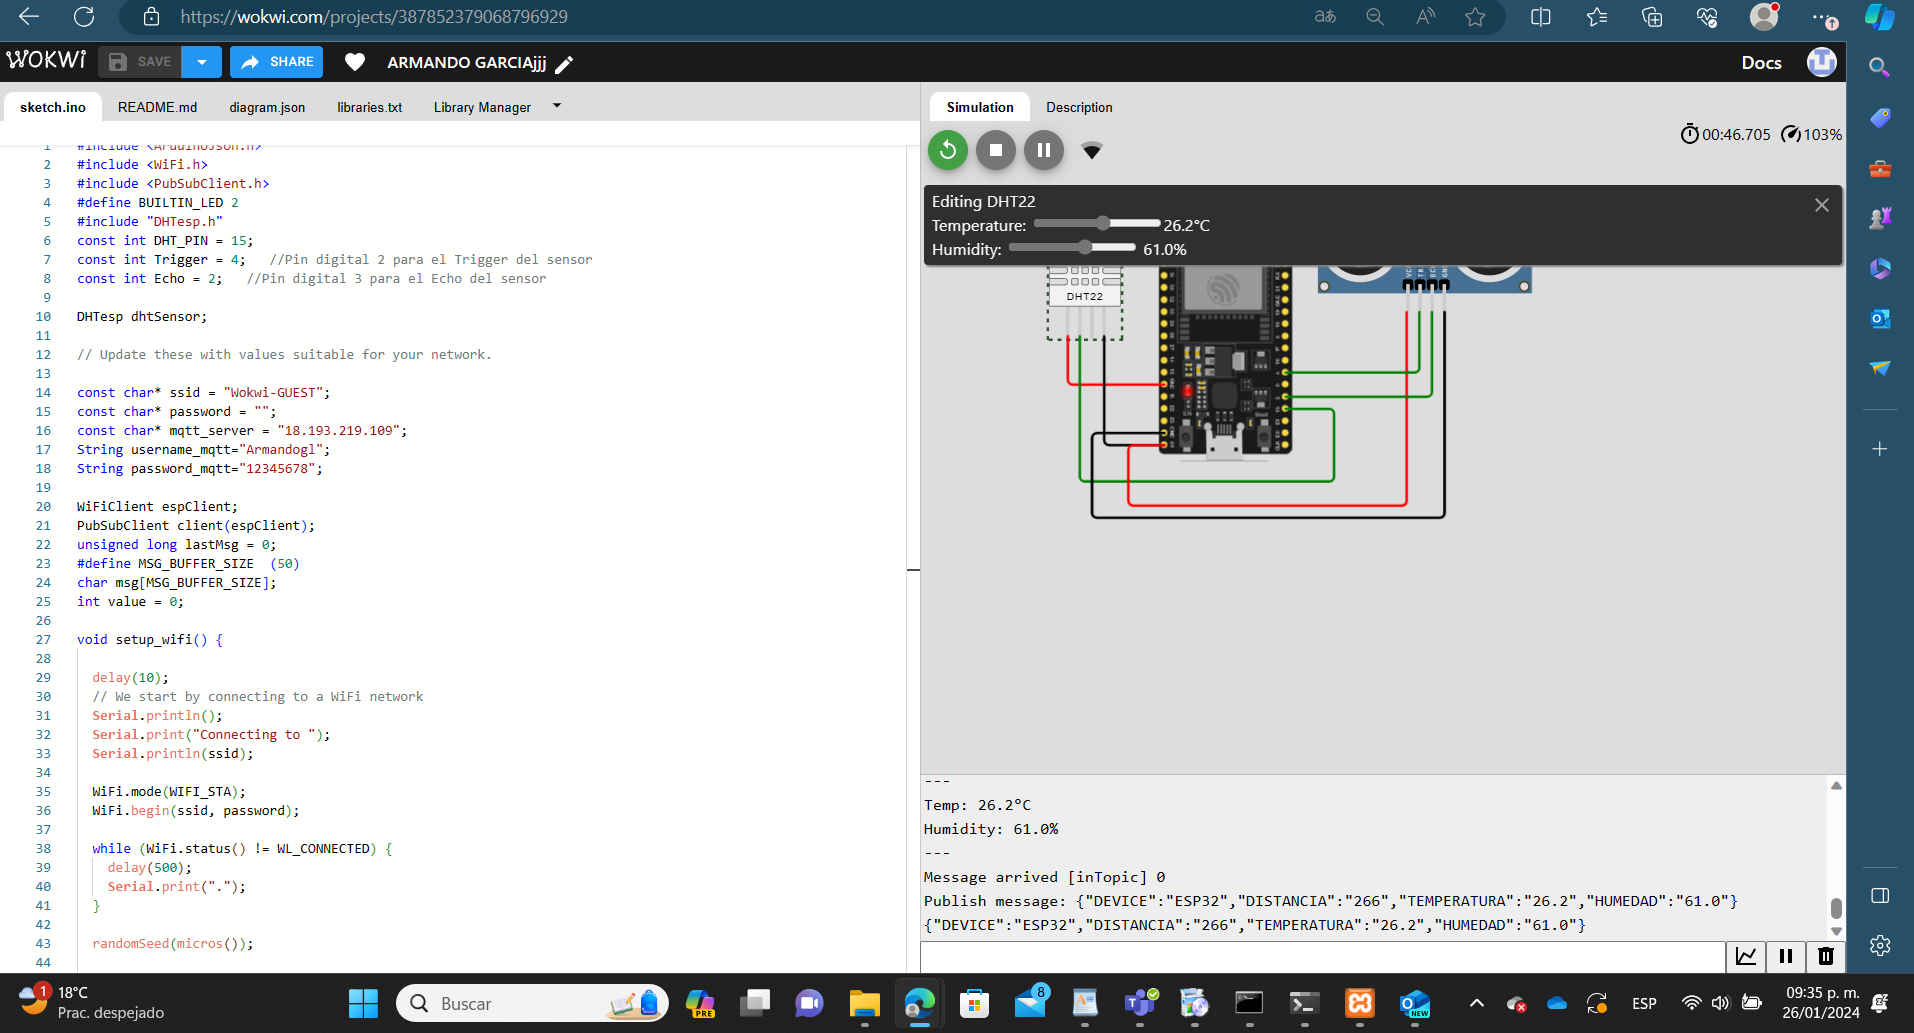 https://wokwi.com/projects/387852379068796929
WOKWi
SAVE
SHARE
ARMANDO GARCIAjjj
Docs
sketch.ino
README.md
diagram.json
libraries.txt
Library Manager
Simulation
Description
00:46.705
103%
1 #include <ArduinoJson.h>
2 #include <WiFi.h>
3 #include <PubSubClient.h>
4 #define BUILTIN_LED 2
5 #include "DHTesp.h"
6 const int DHT_PIN = 15;
7 const int Trigger = 4;   //Pin digital 2 para el Trigger del sensor
8 const int Echo = 2;   //Pin digital 3 para el Echo del sensor
9
10 DHTesp dhtSensor;
11
12 // Update these with values suitable for your network.
13
14 const char* ssid = "Wokwi-GUEST";
15 const char* password = "";
16 const char* mqtt_server = "18.193.219.109";
17 String username_mqtt="Armandogl";
18 String password_mqtt="12345678";
19
20 WiFiClient espClient;
21 PubSubClient client(espClient);
22 unsigned long lastMsg = 0;
23 #define MSG_BUFFER_SIZE  (50)
24 char msg[MSG_BUFFER_SIZE];
25 int value = 0;
26
27 void setup_wifi() {
28
29   delay(10);
30   // We start by connecting to a WiFi network
31   Serial.println();
32   Serial.print("Connecting to ");
33   Serial.println(ssid);
34
35   WiFi.mode(WIFI_STA);
36   WiFi.begin(ssid, password);
37
38   while (WiFi.status() != WL_CONNECTED) {
39     delay(500);
40     Serial.print(".");
41   }
42
43   randomSeed(micros());
44
Editing DHT22
Temperature: 26.2°C
Humidity: 61.0%
DHT22
---
Temp: 26.2°C
Humidity: 61.0%
---
Message arrived [inTopic] 0
Publish message: {"DEVICE":"ESP32","DISTANCIA":"266","TEMPERATURA":"26.2","HUMEDAD":"61.0"}
{"DEVICE":"ESP32","DISTANCIA":"266","TEMPERATURA":"26.2","HUMEDAD":"61.0"}
1
18°C
Prac. despejado
Buscar
PRE
8
NEW
ESP
09:35 p. m.
26/01/2024